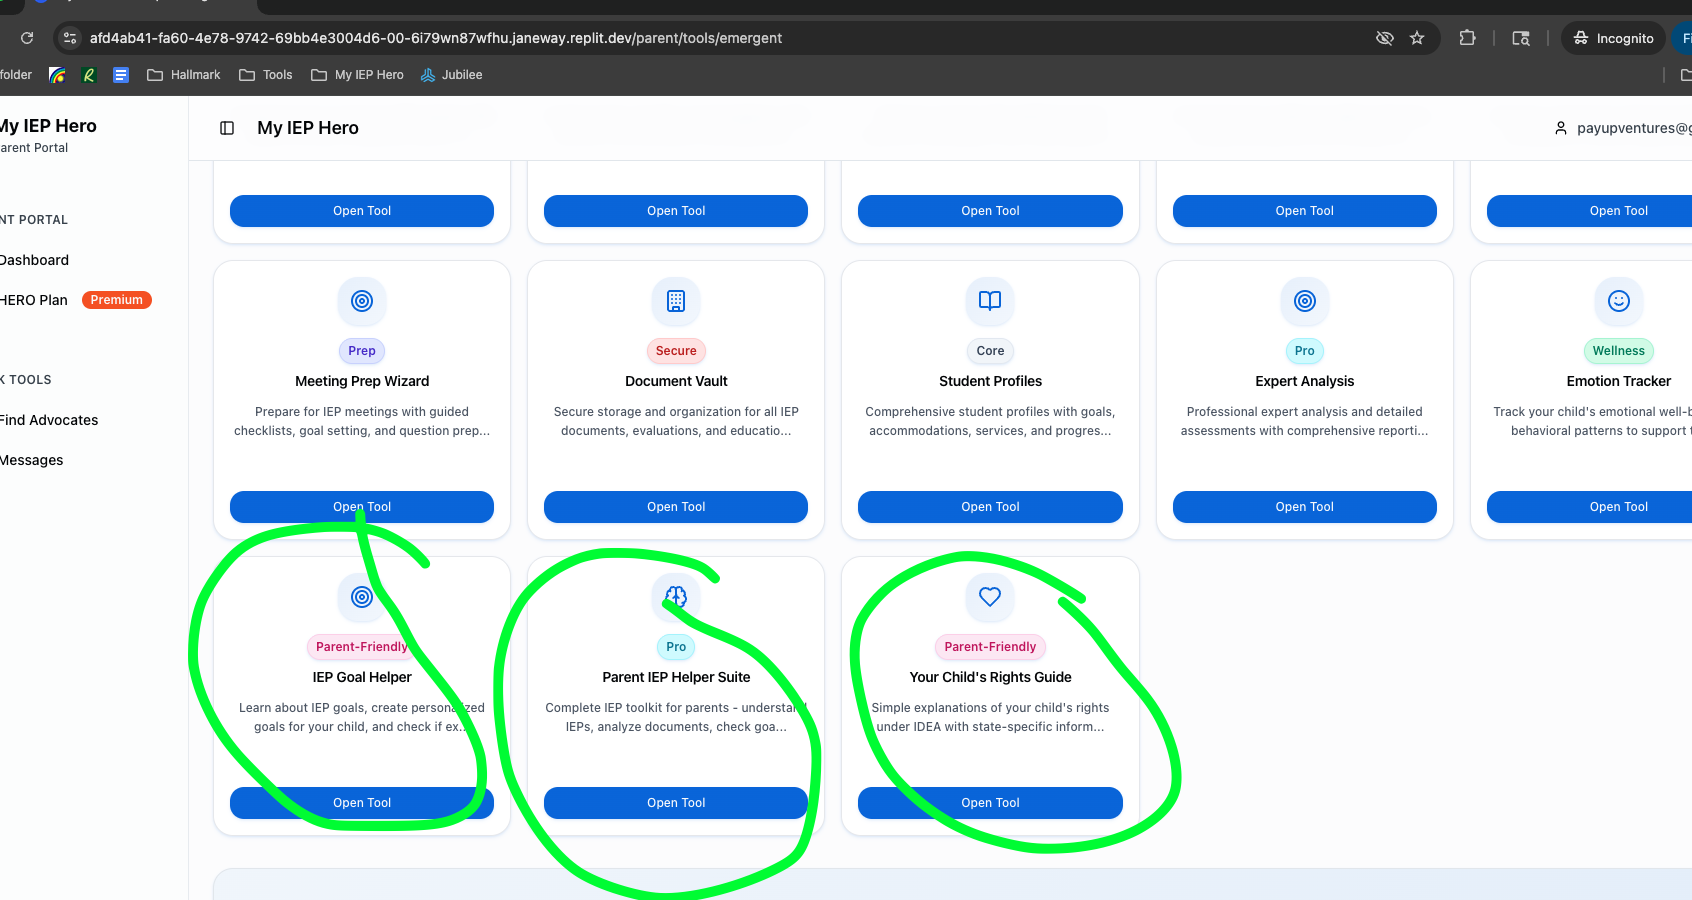 afd4ab41-fa60-4e78-9742-69bb4e3004d6-00-6i79wn87wfhu.janeway.replit.dev/parent/tools/emergent
Incognito
folder
Hallmark
Tools
My IEP Hero
Jubilee
My IEP Hero
arent Portal
My IEP Hero
payupventures@g
NT PORTAL
Dashboard
HERO Plan Premium
K TOOLS
Find Advocates
Messages
Open Tool
Open Tool
Open Tool
Open Tool
Open Tool
Prep
Meeting Prep Wizard
Prepare for IEP meetings with guided
checklists, goal setting, and question prep...
Open Tool
Secure
Document Vault
Secure storage and organization for all IEP
documents, evaluations, and educatio...
Open Tool
Core
Student Profiles
Comprehensive student profiles with goals,
accommodations, services, and progres...
Open Tool
Pro
Expert Analysis
Professional expert analysis and detailed
assessments with comprehensive reporti...
Open Tool
Wellness
Emotion Tracker
Track your child's emotional well-b
behavioral patterns to support t
Open Tool
Parent-Friendly
IEP Goal Helper
Learn about IEP goals, create personalized
goals for your child, and check if ex...
Open Tool
Pro
Parent IEP Helper Suite
Complete IEP toolkit for parents - understand
IEPs, analyze documents, check goa...
Open Tool
Parent-Friendly
Your Child's Rights Guide
Simple explanations of your child's rights
under IDEA with state-specific inform...
Open Tool